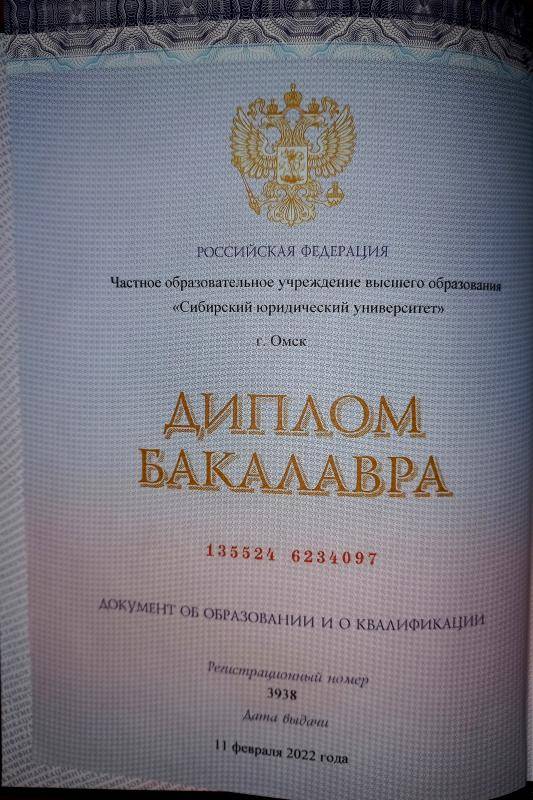 РОССИЙСКАЯ ФЕДЕРАЦИЯ
Частное образовательное учреждение высшего образования
«Сибирский юридический университет»
г. Омск
ДИПЛОМ
БАКАЛАВРА
135524 6234097
ДОКУМЕНТ ОБ ОБРАЗОВАНИИ И О КВАЛИФИКАЦИИ
Регистрационный номер
3938
Дата выдачи
11 февраля 2022 года